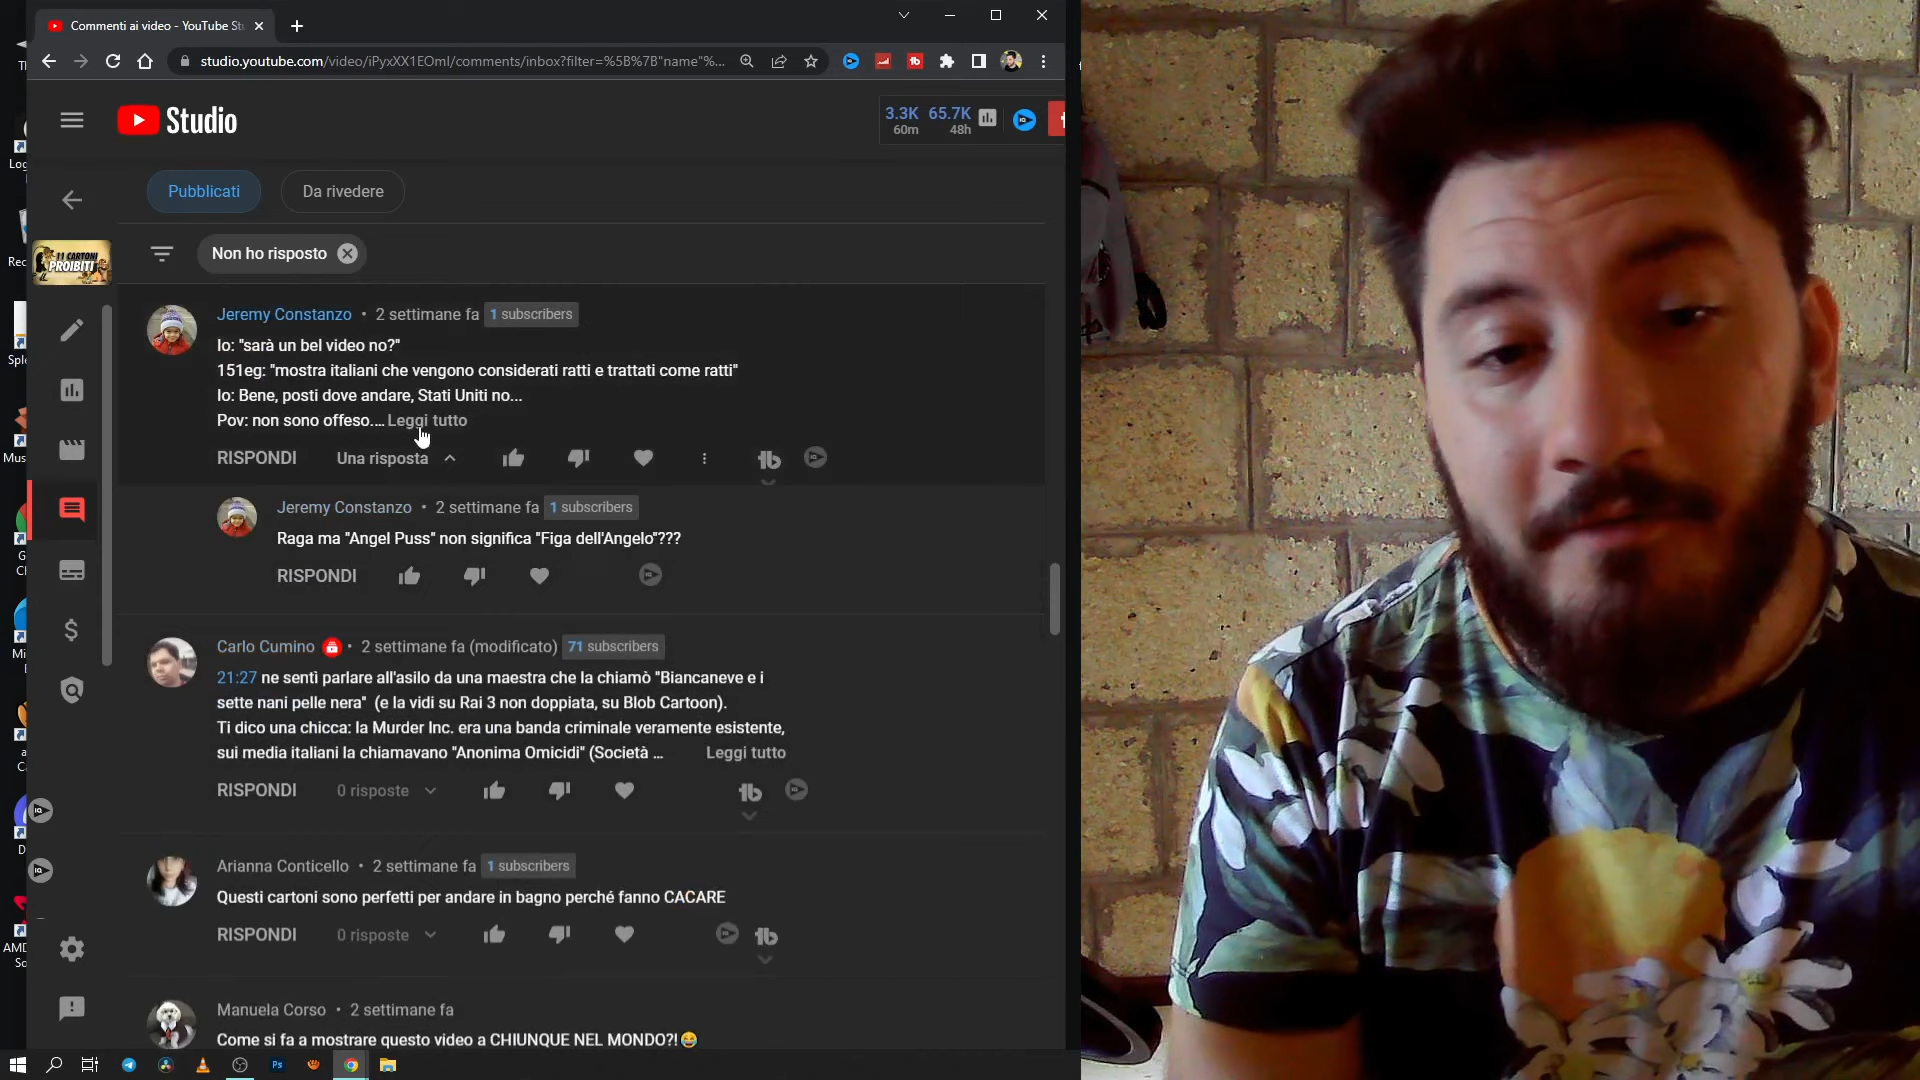 Commenti ai video - YouTube St
studio.youtube.com/video/iPyxXX1EOmI/comments/inbox?filter=%5B%7B"name"%...
Studio
3.3K 65.7K
60m 48h
Pubblicati
Da rivedere
11 CARTONI
PROIBITI
Non ho risposto
Jeremy Constanzo • 2 settimane fa 1 subscribers
Io: "sarà un bel video no?"
151eg: "mostra italiani che vengono considerati ratti e trattati come ratti"
Io: Bene, posti dove andare, Stati Uniti no...
Pov: non sono offeso.... Leggi tutto
RISPONDI Una risposta
Jeremy Constanzo • 2 settimane fa 1 subscribers
Raga ma "Angel Puss" non significa "Figa dell'Angelo"???
RISPONDI
Carlo Cumino • 2 settimane fa (modificato) 71 subscribers
21:27 ne sentì parlare all'asilo da una maestra che la chiamò "Biancaneve e i
sette nani pelle nera" (e la vidi su Rai 3 non doppiata, su Blob Cartoon).
Ti dico una chicca: la Murder Inc. era una banda criminale veramente esistente,
sui media italiani la chiamavano "Anonima Omicidi" (Società ... Leggi tutto
RISPONDI 0 risposte
Arianna Conticello • 2 settimane fa 1 subscribers
Questi cartoni sono perfetti per andare in bagno perché fanno CACARE
RISPONDI 0 risposte
Manuela Corso • 2 settimane fa
Come si fa a mostrare questo video a CHIUNQUE NEL MONDO?!😂